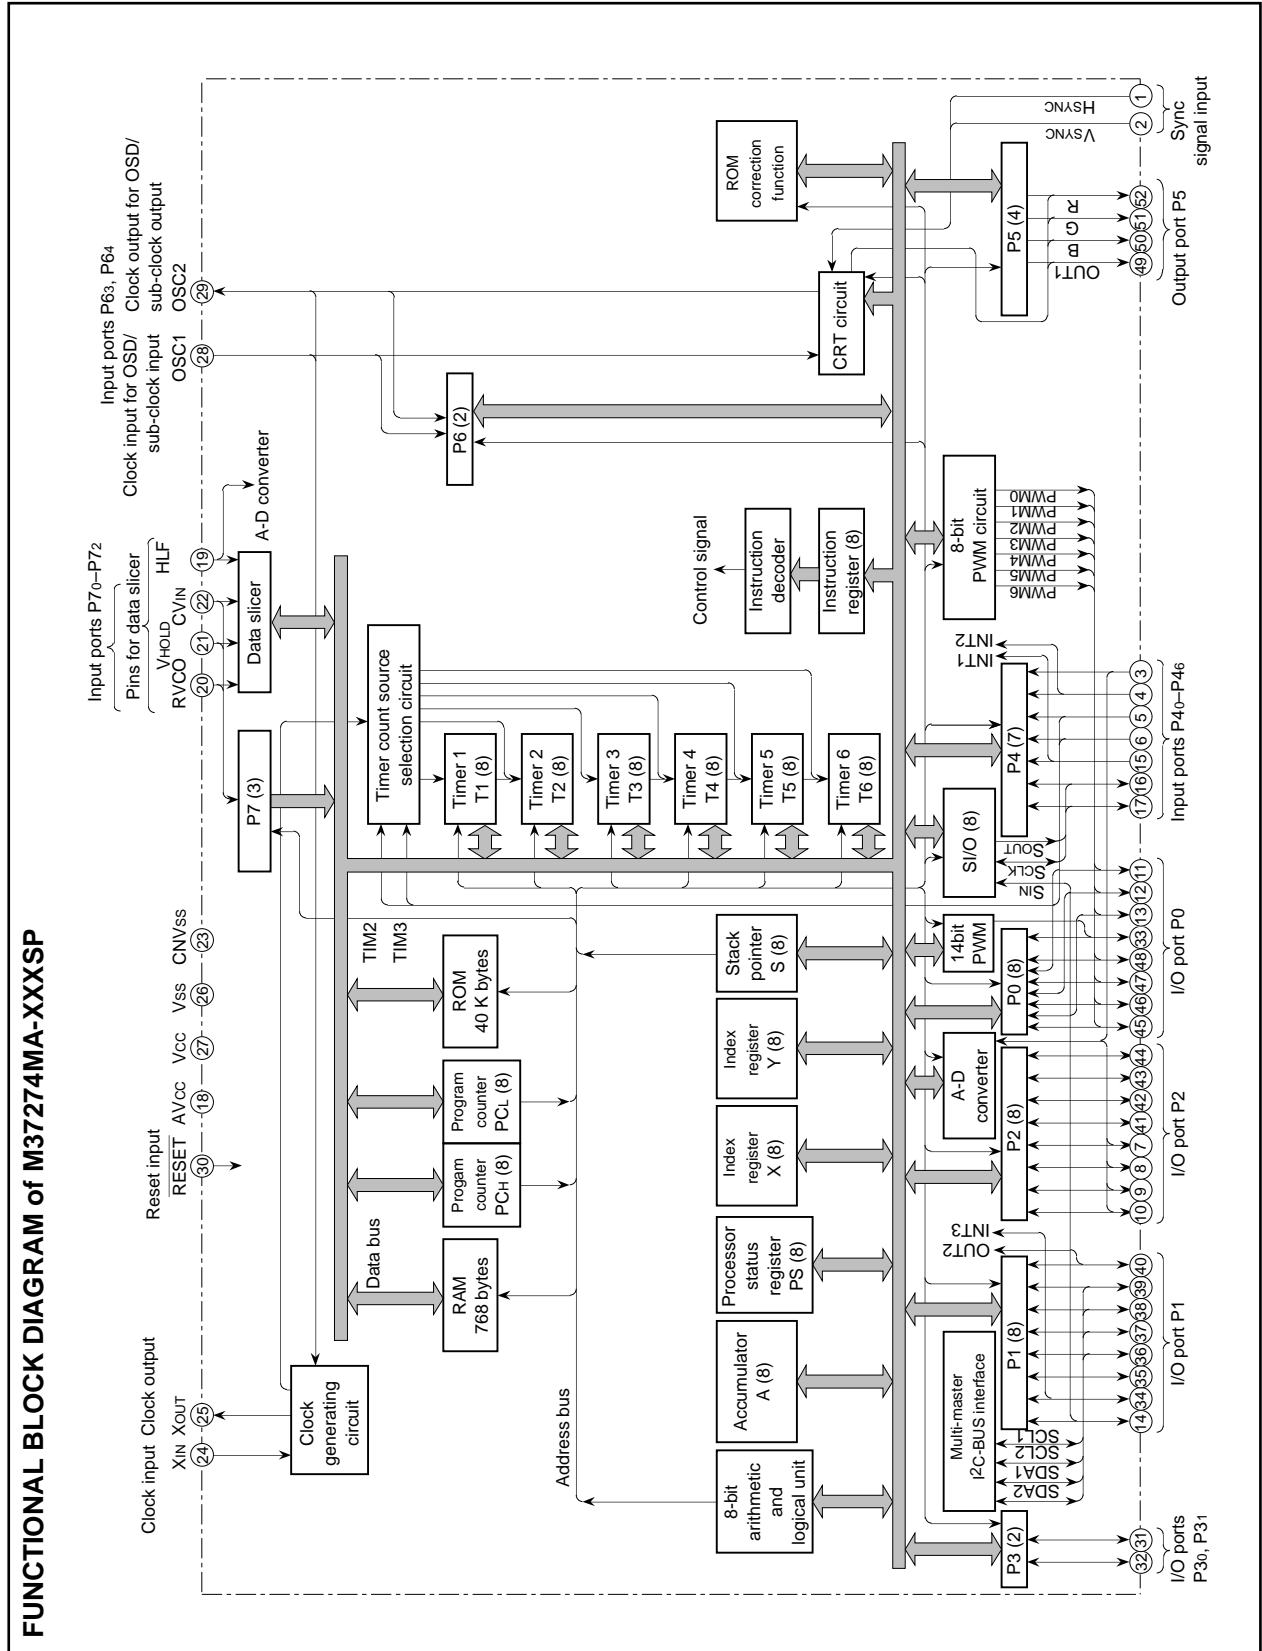 FUNCTIONAL BLOCK DIAGRAM of M37274MA-XXXSP
Clock input
Clock output
XIN
XOUT
24
25
Reset input
RESET
30
AVCC
18
VCC
27
VSS
26
CNVSS
23
Input ports P70–P72
Pins for data slicer
RVCO
VHOLD
CVIN
HLF
20
21
22
19
Input ports P63, P64
Clock input for OSD/
sub-clock input
OSC1
28
Clock output for OSD/
sub-clock output
OSC2
29
Clock
generating
circuit
P7 (3)
Data slicer
A-D converter
Data bus
RAM
768 bytes
Progam
counter
PCH (8)
Program
counter
PCL (8)
ROM
40 K bytes
TIM2
TIM3
Timer count source
selection circuit
Timer 1
T1 (8)
Timer 2
T2 (8)
Timer 3
T3 (8)
Timer 4
T4 (8)
Timer 5
T5 (8)
Timer 6
T6 (8)
P6 (2)
Address bus
8-bit
arithmetic
and
logical unit
Accumulator
A (8)
Processor
status
register
PS (8)
Index
register
X (8)
Index
register
Y (8)
Stack
pointer
S (8)
Control signal
Instruction
decoder
Instruction
register (8)
CRT circuit
ROM
correction
function
P3 (2)
Multi-master
I2C-BUS interface
SDA2
SDA1
SCL2
SCL1
P1 (8)
OUT2
INT3
P2 (8)
A-D
converter
P0 (8)
14bit
PWM
SI/O (8)
SIN
SCLK
SOUT
P4 (7)
INT1
INT2
8-bit
PWM circuit
PWM6
PWM5
PWM4
PWM3
PWM2
PWM1
PWM0
P5 (4)
OUT1
B
G
R
VSYNC
HSYNC
32
31
14
34
35
36
37
38
39
40
10
9
8
7
41
42
43
44
45
46
47
48
33
13
12
11
17
16
15
6
5
4
3
49
50
51
52
2
1
I/O ports
P30, P31
I/O port P1
I/O port P2
I/O port P0
Input ports P40–P46
Output port P5
Sync
signal input